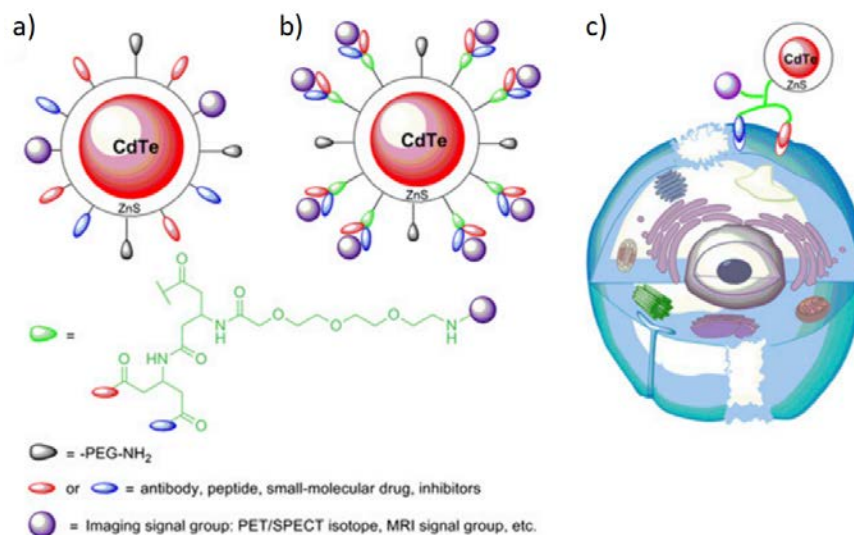 a)
b)
c)
CdTe
ZnS
CdTe
ZnS
CdTe
ZnS
=
O
O
H
N
O
O
O
N
H
O
HN
O
O
= -PEG-NH2
or = antibody, peptide, small-molecular drug, inhibitors
= Imaging signal group: PET/SPECT isotope, MRI signal group, etc.